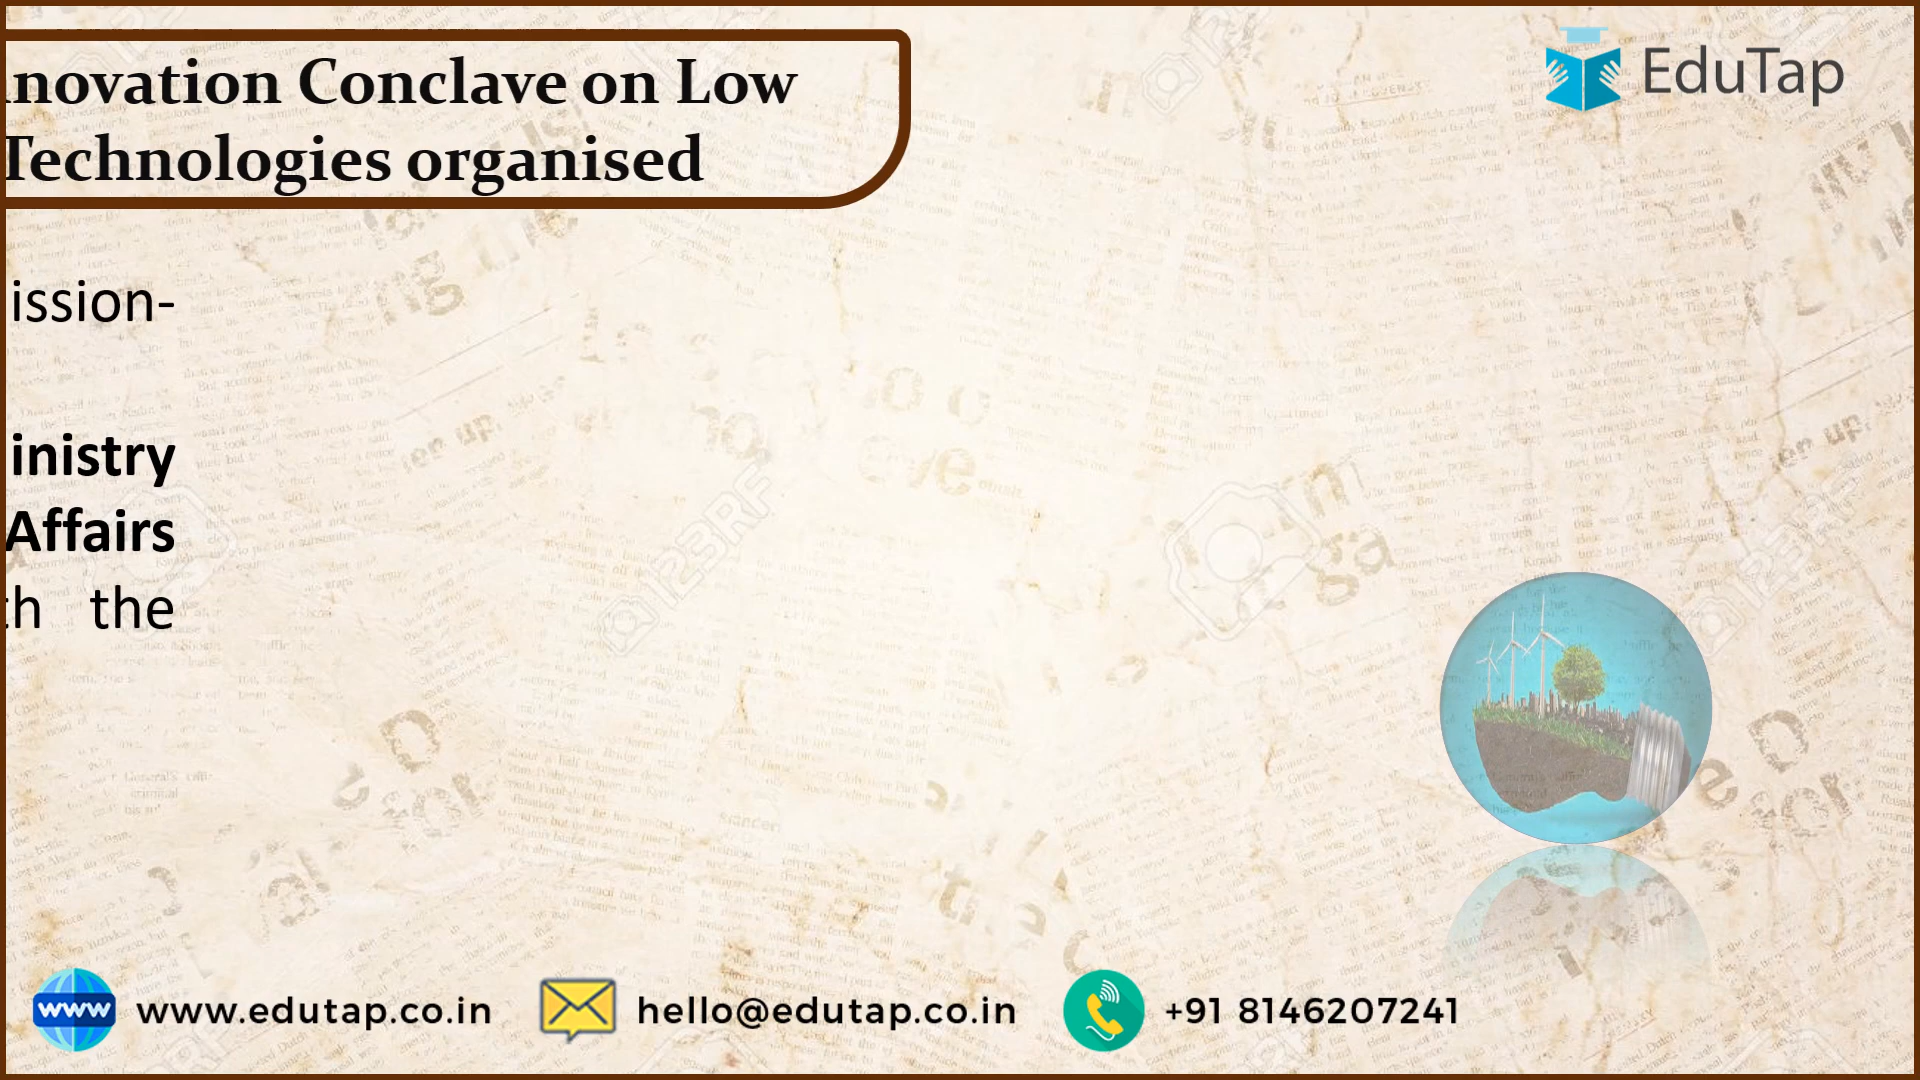 novation Conclave on Low
Technologies organised
EduTap
ission-
inistry
Affairs
the
www
www.edutap.co.in
hello@edutap.co.in
+91 8146207241